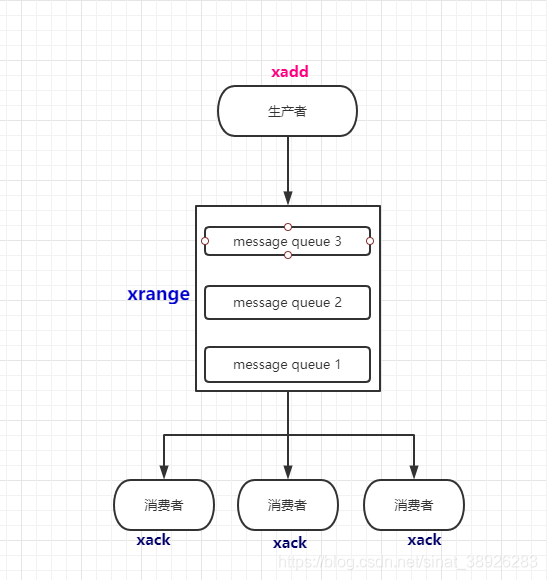 xadd
生产者
message queue 3
xrange
message queue 2
message queue 1
消费者
消费者
消费者
xack
xack
xack
https://blog.csdn.net/sinat_38926283